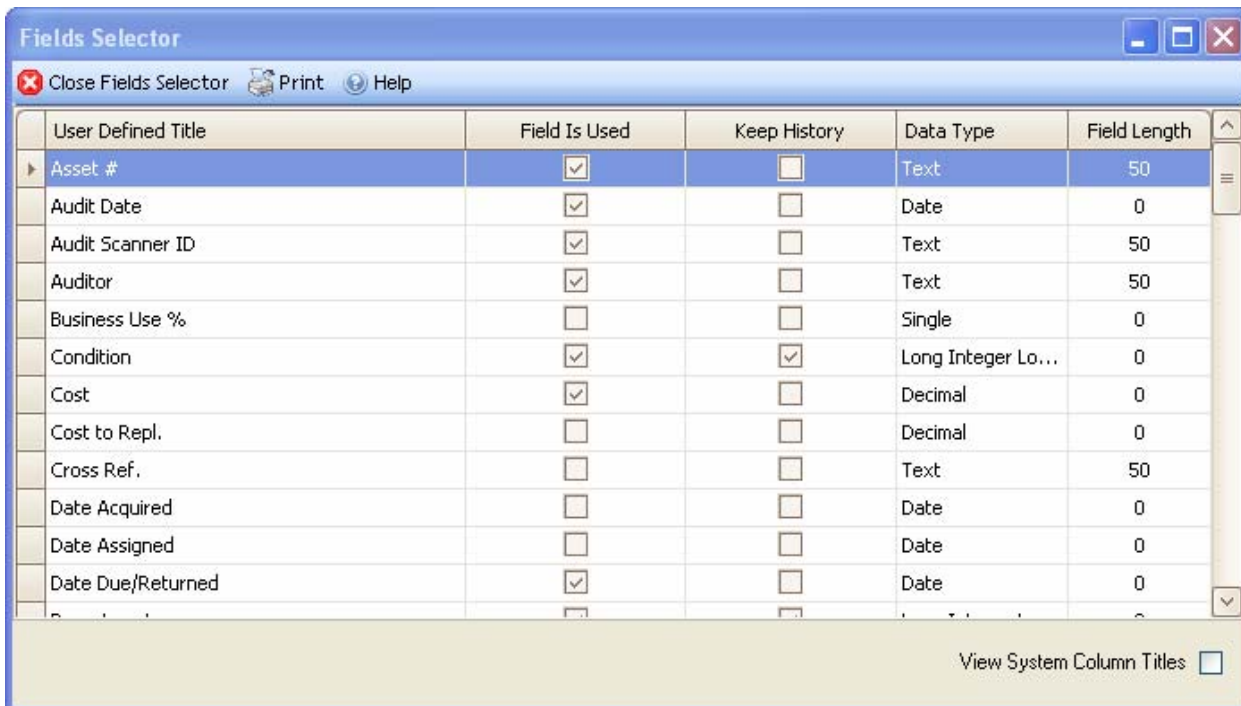 Fields Selector
Close Fields Selector Print Help
User Defined Title Field Is Used Keep History Data Type Field Length
Asset # Text 50
Audit Date Date 0
Audit Scanner ID Text 50
Auditor Text 50
Business Use % Single 0
Condition Long Integer Lo... 0
Cost Decimal 0
Cost to Repl. Decimal 0
Cross Ref. Text 50
Date Acquired Date 0
Date Assigned Date 0
Date Due/Returned Date 0
View System Column Titles